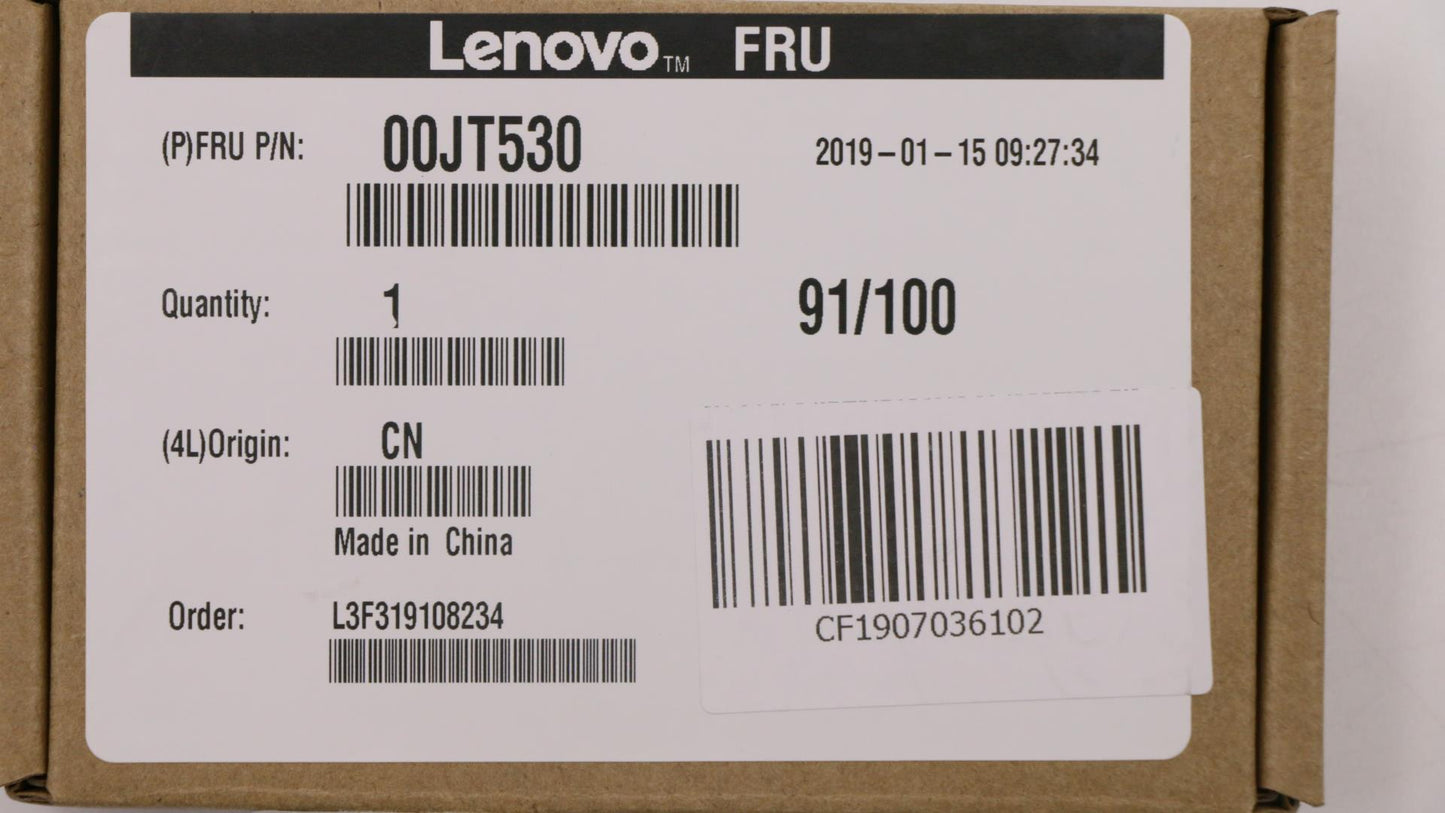 Lenovo™ FRU
(P)FRU P/N: 00JT530 2019-01-15 09:27:34
Quantity: 1 91/100
(4L)Origin: CN
Made in China
Order: L3F319108234
CF1907036102